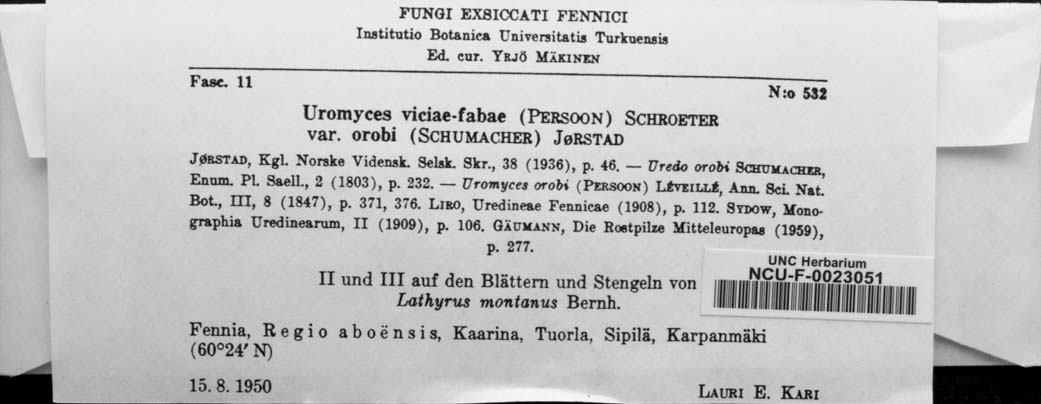 FUNGI EXSICCATI FENNICI
Institutio Botanica Universitatis Turkuensis
Ed. cur. YRJÖ MÄKINEN
Fasc. 11
N:o 532
Uromyces viciae-fabae (PERSOON) SCHROETER
var. orobi (SCHUMACHER) JØRSTAD
JØRSTAD, Kgl. Norske Vidensk. Selsk. Skr., 38 (1936), p. 46. — Uredo orobi SCHUMACHER,
Enum. Pl. Saell., 2 (1803), p. 232. — Uromyces orobi (PERSOON) LÉVEILLÉ, Ann. Sci. Nat.
Bot., III, 8 (1847), p. 371, 376. LIRO, Uredineae Fennicae (1908), p. 112. SYDOW, Mono-
graphia Uredinearum, II (1909), p. 106. GÄUMANN, Die Rostpilze Mitteleuropas (1959),
p. 277.
II und III auf den Blättern und Stengeln von
Lathyrus montanus Bernh.
UNC Herbarium
NCU-F-0023051
Fennia, Regio aboënsis, Kaarina, Tuorla, Sipilä, Karpanmäki
(60°24′ N)
15. 8. 1950
LAURI E. KARI